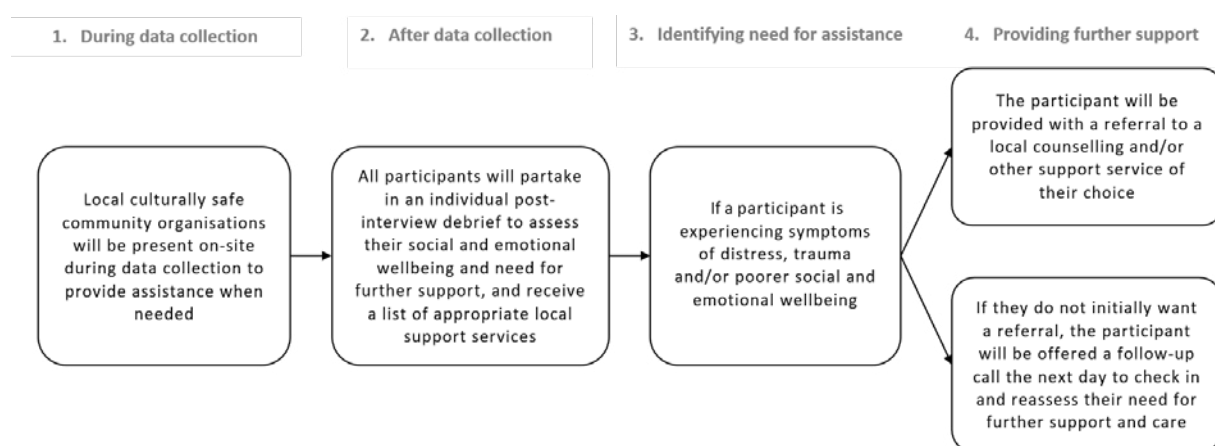 1. During data collection
2. After data collection
3. Identifying need for assistance
4. Providing further support
Local culturally safe
community organisations
will be present on-site
during data collection to
provide assistance when
needed
All participants will partake
in an individual post-
interview debrief to assess
their social and emotional
wellbeing and need for
further support, and receive
a list of appropriate local
support services
If a participant is
experiencing symptoms
of distress, trauma
and/or poorer social and
emotional wellbeing
The participant will be
provided with a referral to a
local counselling and/or
other support service of
their choice
If they do not initially want
a referral, the participant
will be offered a follow-up
call the next day to check in
and reassess their need for
further support and care